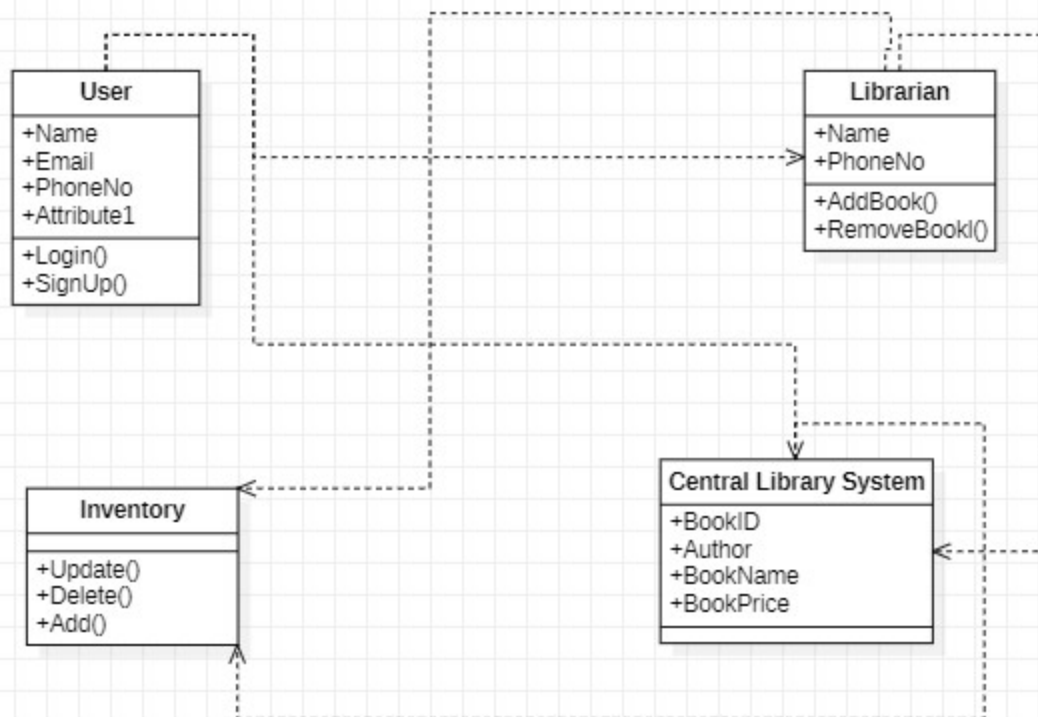 User
+Name
+Email
+PhoneNo
+Attribute1
+Login()
+SignUp()
Librarian
+Name
+PhoneNo
+AddBook()
+RemoveBookl()
Inventory
+Update()
+Delete()
+Add()
Central Library System
+BookID
+Author
+BookName
+BookPrice